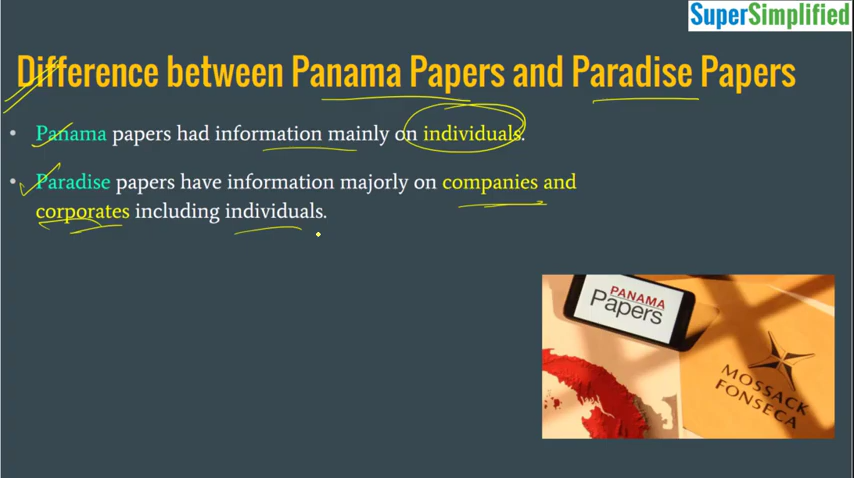 SuperSimplified
Difference between Panama Papers and Paradise Papers
• Panama papers had information mainly on individuals.
• Paradise papers have information majorly on companies and
corporates including individuals.
PANAMA
Papers
MOSSACK
FONSECA